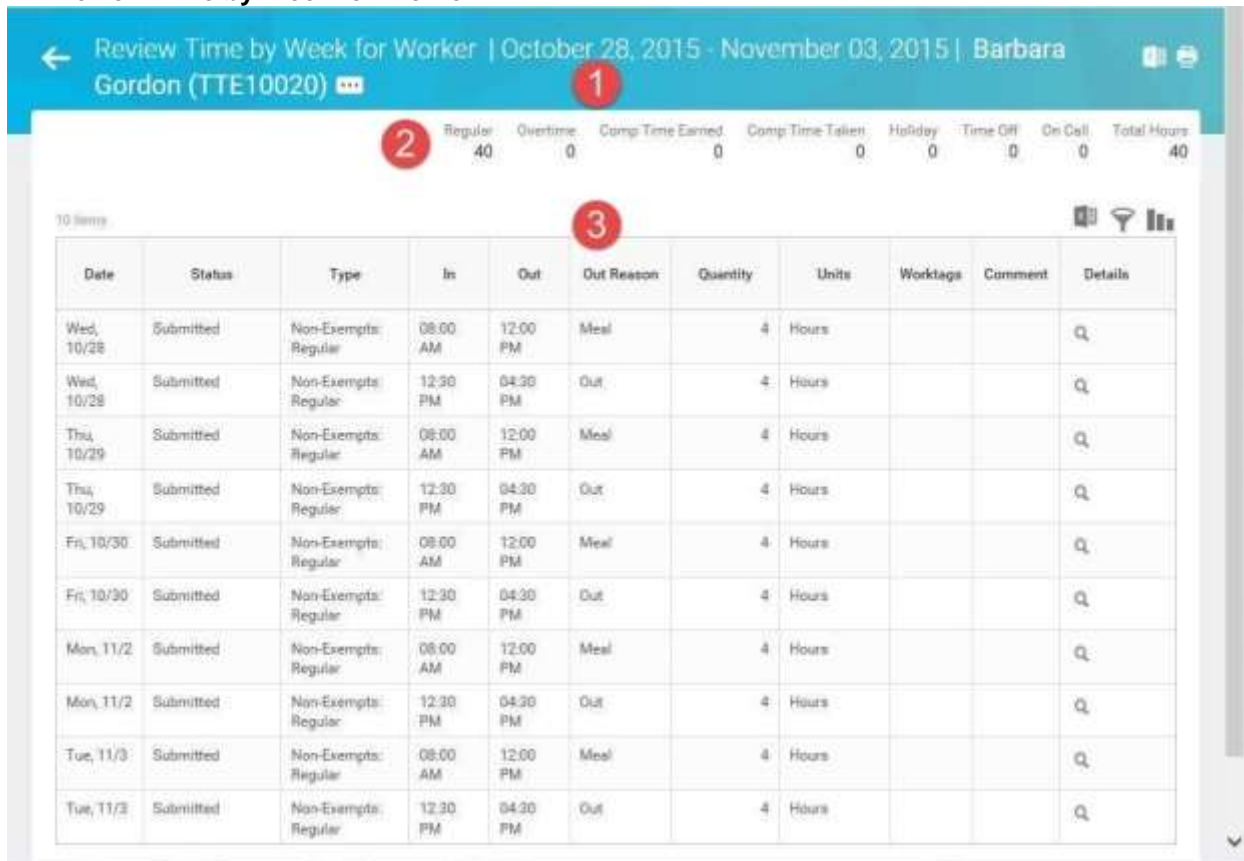 Review Time by Week for Worker | October 28, 2015 - November 03, 2015 | Barbara
Gordon (TTE10020)
1
2
Regular Overtime Comp Time Earned Comp Time Taken Holiday Time Off On Call Total Hours
40 0 0 0 0 0 0 40
10 items
3
Date Status Type In Out Out Reason Quantity Units Worktags Comment Details
Wed, Submitted Non-Exempts: 08:00 12:00 Meal 4 Hours
10/28 Regular AM PM
Wed, Submitted Non-Exempts: 12:30 04:30 Out 4 Hours
10/28 Regular PM PM
Thu, Submitted Non-Exempts: 08:00 12:00 Meal 4 Hours
10/29 Regular AM PM
Thu, Submitted Non-Exempts: 12:30 04:30 Out 4 Hours
10/29 Regular PM PM
Fri, 10/30 Submitted Non-Exempts: 08:00 12:00 Meal 4 Hours
Regular AM PM
Fri, 10/30 Submitted Non-Exempts: 12:30 04:30 Out 4 Hours
Regular PM PM
Mon, 11/2 Submitted Non-Exempts: 08:00 12:00 Meal 4 Hours
Regular AM PM
Mon, 11/2 Submitted Non-Exempts: 12:30 04:30 Out 4 Hours
Regular PM PM
Tue, 11/3 Submitted Non-Exempts: 08:00 12:00 Meal 4 Hours
Regular AM PM
Tue, 11/3 Submitted Non-Exempts: 12:30 04:30 Out 4 Hours
Regular PM PM